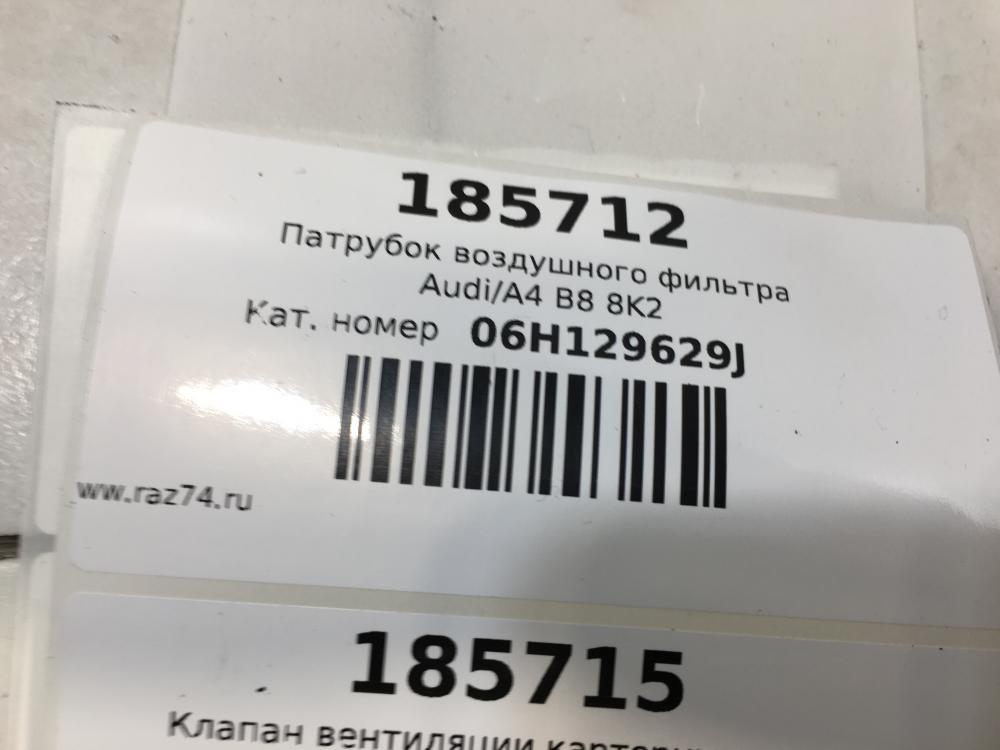 185712
Патрубок воздушного фильтра
Audi/A4 B8 8K2
Кат. номер 06H129629J
www.raz74.ru
185715
Клапан вентиляции